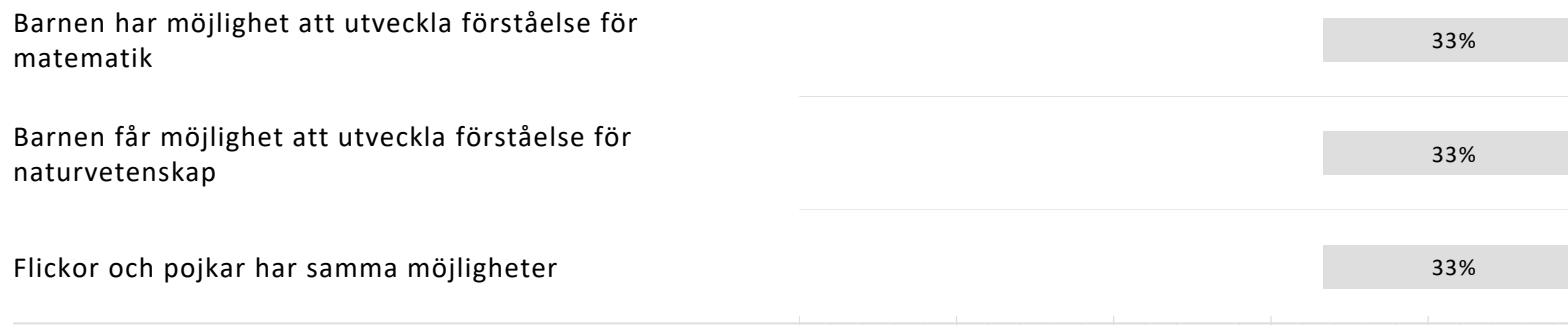 Barnen har möjlighet att utveckla förståelse för
matematik
33%
Barnen får möjlighet att utveckla förståelse för
naturvetenskap
33%
Flickor och pojkar har samma möjligheter
33%